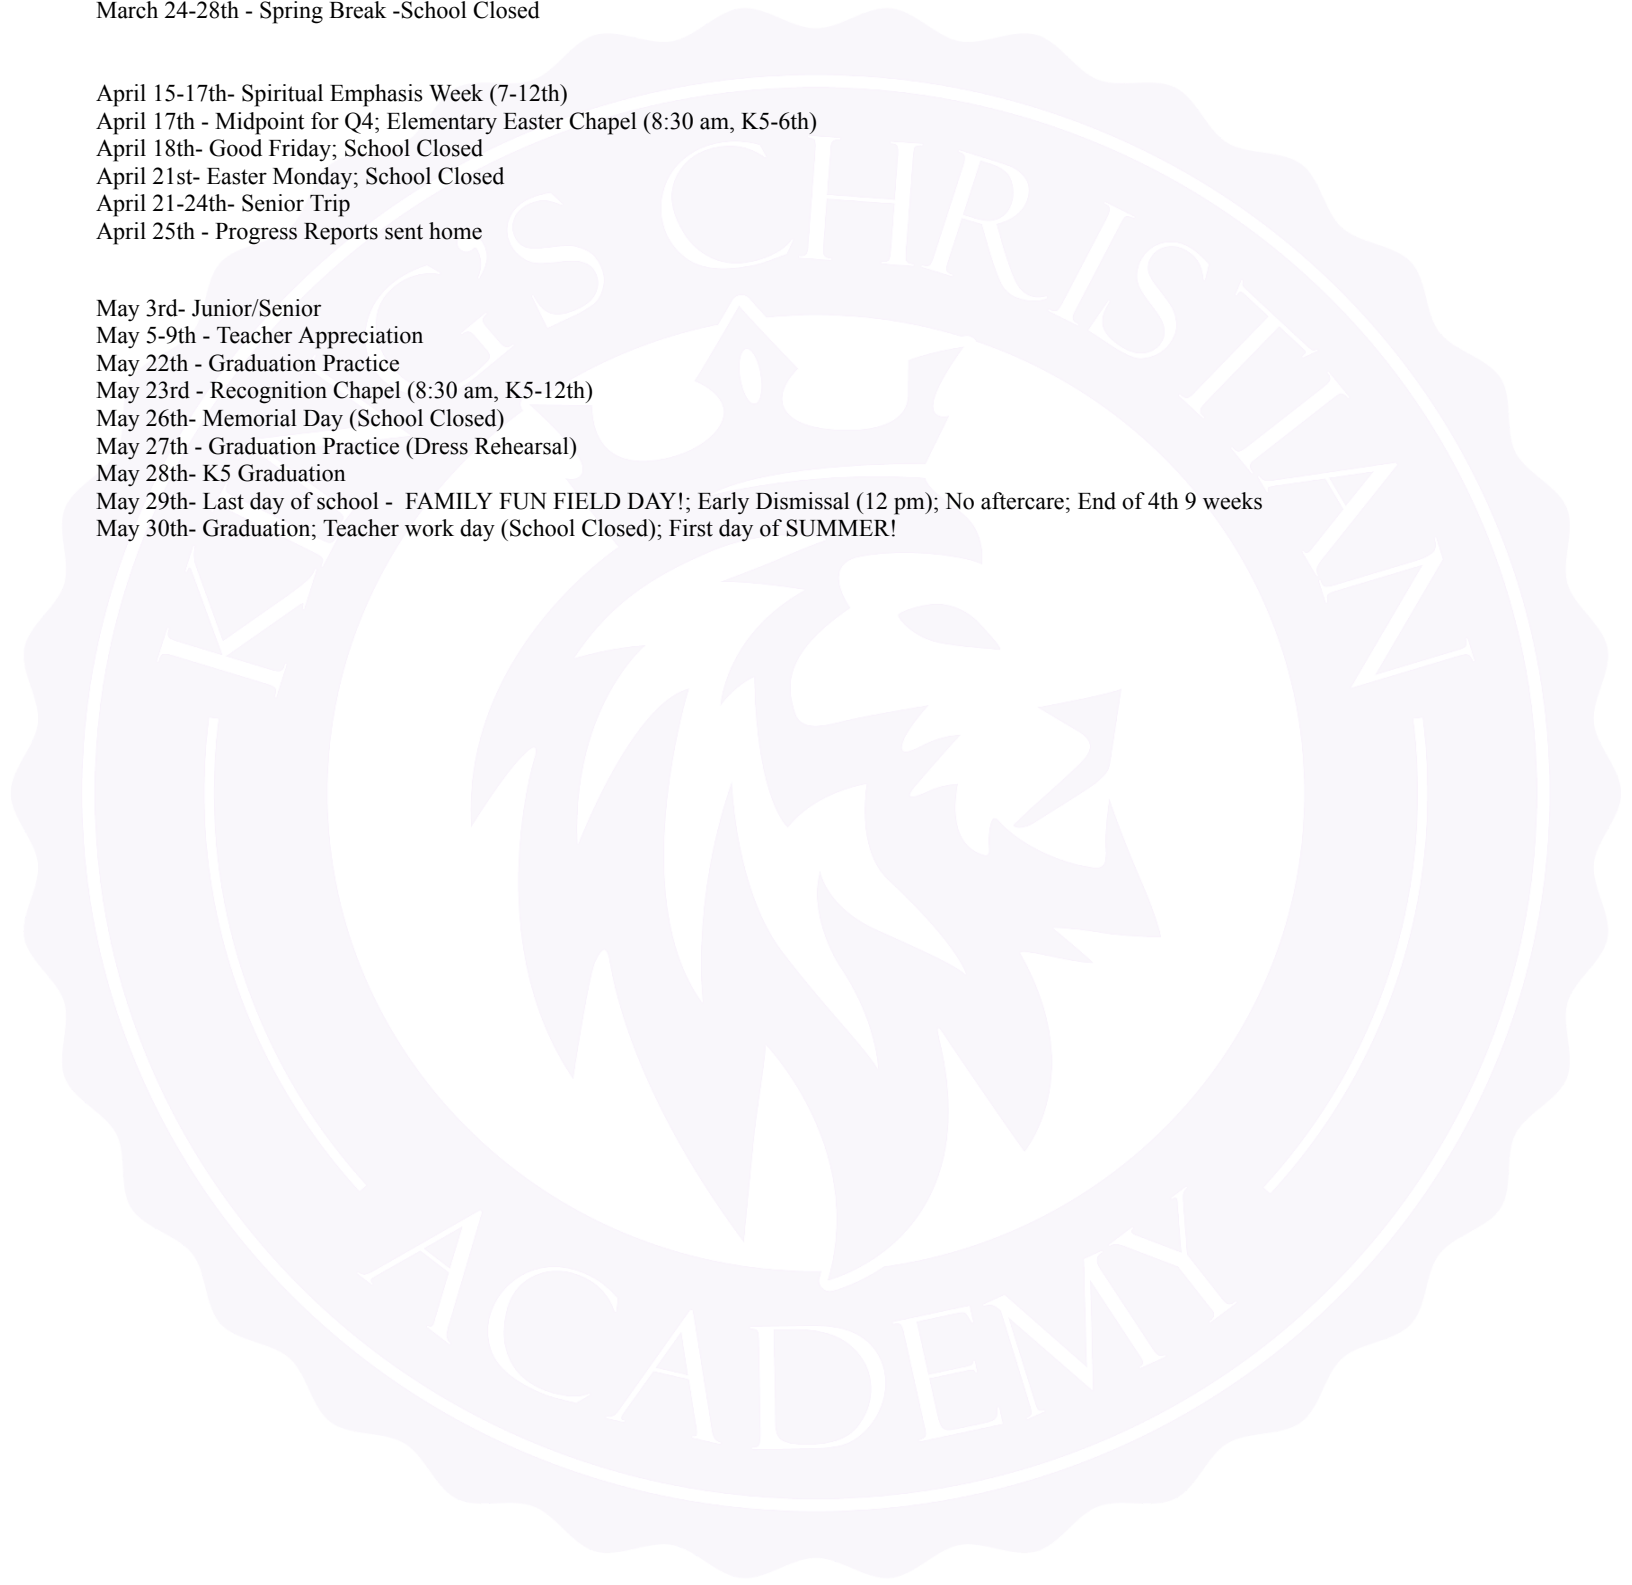 March 24-28th - Spring Break -School Closed
April 15-17th- Spiritual Emphasis Week (7-12th)
April 17th - Midpoint for Q4; Elementary Easter Chapel (8:30 am, K5-6th)
April 18th- Good Friday; School Closed
April 21st- Easter Monday; School Closed
April 21-24th- Senior Trip
April 25th - Progress Reports sent home
May 3rd- Junior/Senior
May 5-9th - Teacher Appreciation
May 22th - Graduation Practice
May 23rd - Recognition Chapel (8:30 am, K5-12th)
May 26th- Memorial Day (School Closed)
May 27th - Graduation Practice (Dress Rehearsal)
May 28th- K5 Graduation
May 29th- Last day of school -  FAMILY FUN FIELD DAY!; Early Dismissal (12 pm); No aftercare; End of 4th 9 weeks
May 30th- Graduation; Teacher work day (School Closed); First day of SUMMER!
KING'S CHRISTIAN
ACADEMY